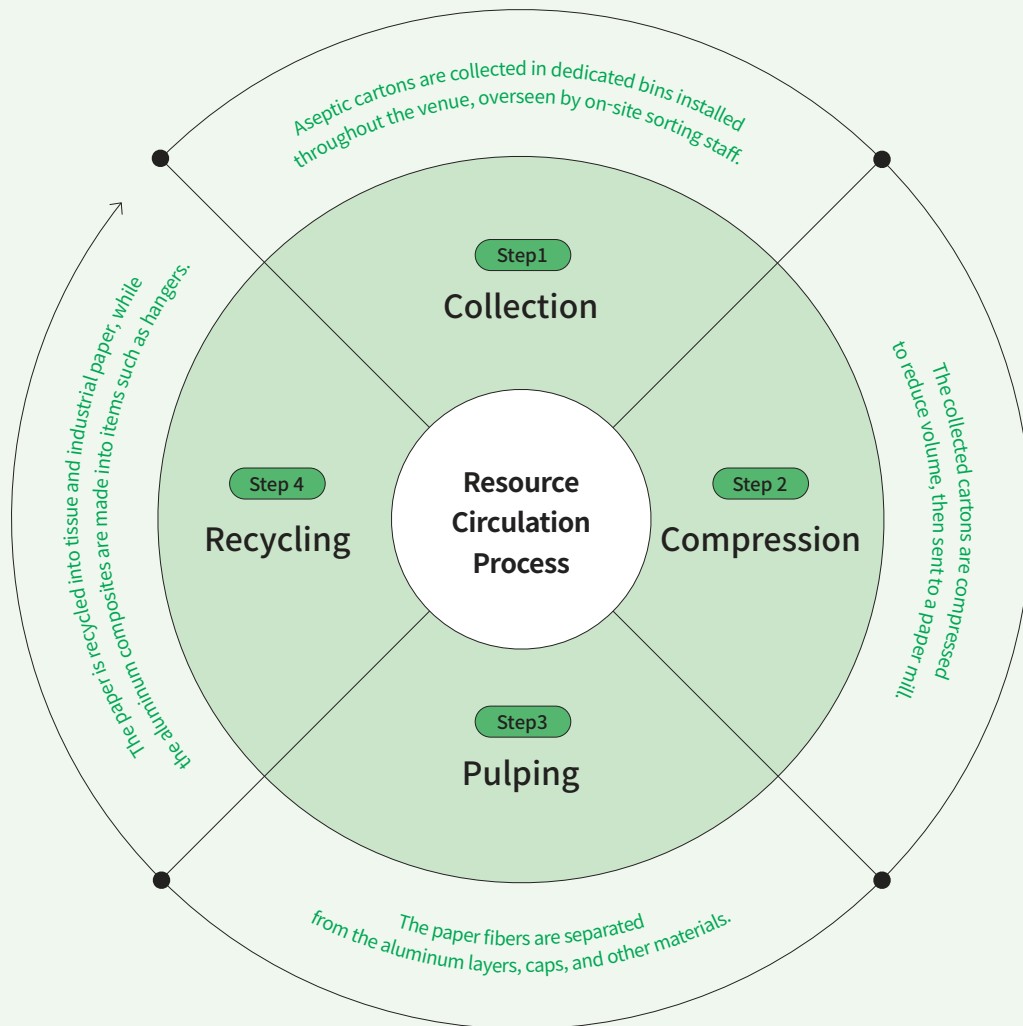 Resource
Circulation
Process
Step1
Collection
Aseptic cartons are collected in dedicated bins installed
throughout the venue, overseen by on-site sorting staff.
Step 2
Compression
The collected cartons are compressed
to reduce volume, then sent to a paper mill.
Step3
Pulping
The paper fibers are separated
from the aluminum layers, caps, and other materials.
Step 4
Recycling
The paper is recycled into tissue and industrial paper, while
the aluminum composites are made into items such as hangers.